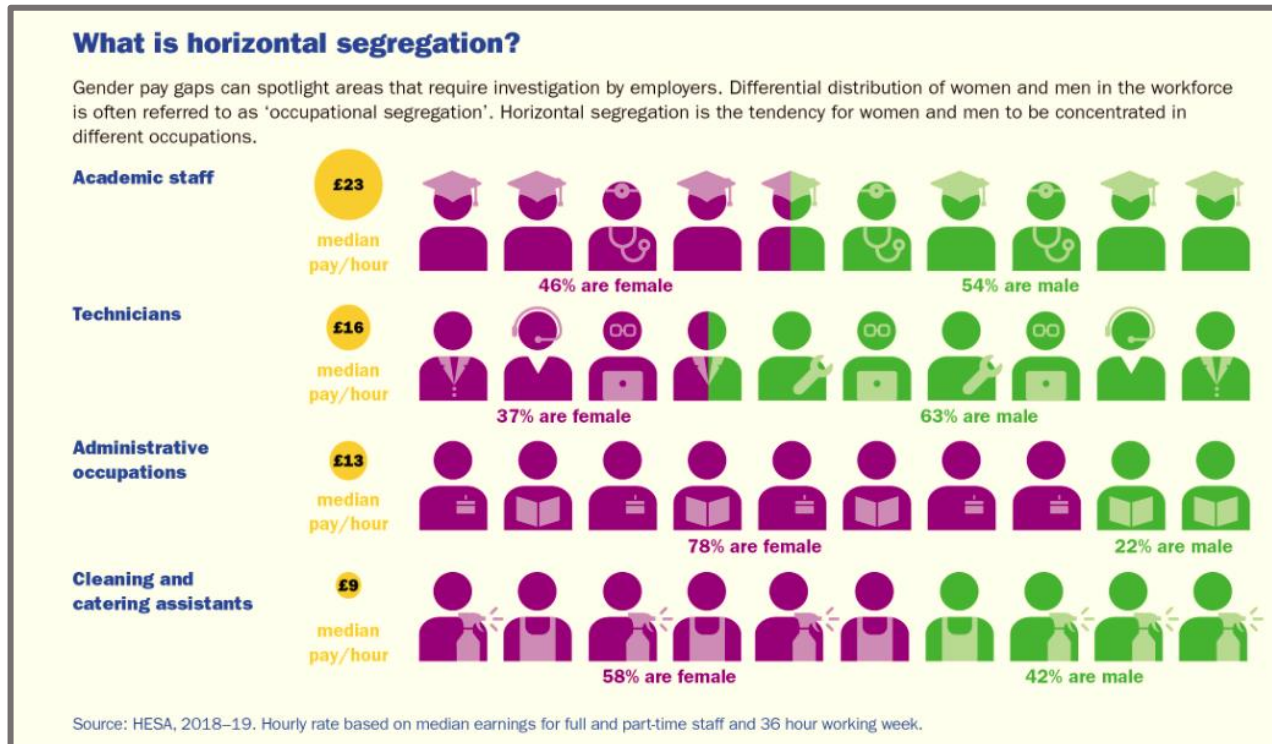 What is horizontal segregation?
Gender pay gaps can spotlight areas that require investigation by employers. Differential distribution of women and men in the workforce
is often referred to as ‘occupational segregation’. Horizontal segregation is the tendency for women and men to be concentrated in
different occupations.
Academic staff
£23
median
pay/hour
46% are female
54% are male
Technicians
£16
median
pay/hour
37% are female
63% are male
Administrative
occupations
£13
median
pay/hour
78% are female
22% are male
Cleaning and
catering assistants
£9
median
pay/hour
58% are female
42% are male
Source: HESA, 2018–19. Hourly rate based on median earnings for full and part-time staff and 36 hour working week.